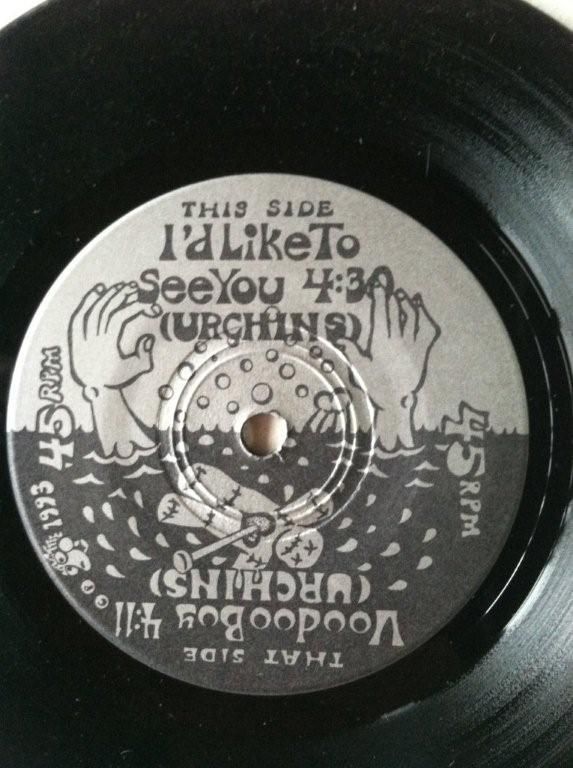 THIS SIDE
I'd Like To
See You 4:30
(URCHINS)
45 RPM
45 RPM
© ℗ 1993
Voodoo Boy 4:11
(URCHINS)
THAT SIDE